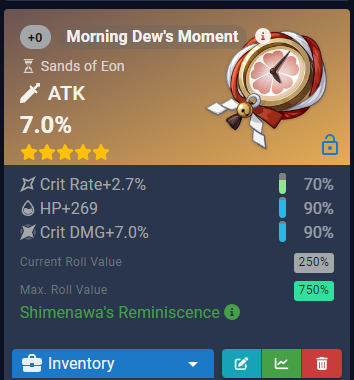 +0 Morning Dew's Moment i
Sands of Eon
ATK
7.0%
Crit Rate+2.7% 70%
HP+269 90%
Crit DMG+7.0% 90%
Current Roll Value 250%
Max. Roll Value 750%
Shimenawa's Reminiscence i
Inventory